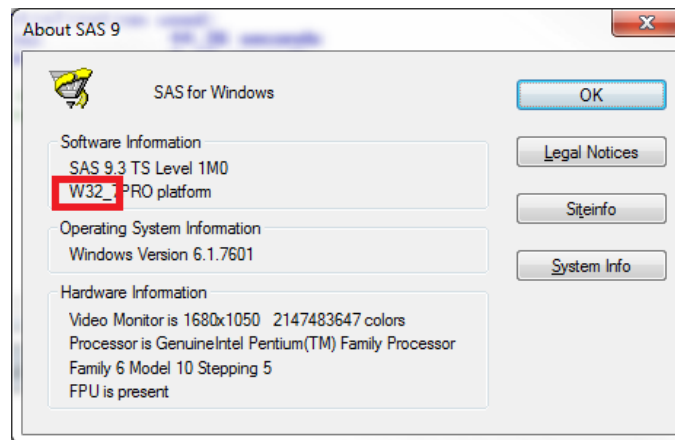 About SAS 9
SAS for Windows
OK
Software Information
Legal Notices
SAS 9.3 TS Level 1M0
W32_7PRO platform
Siteinfo
Operating System Information
Windows Version 6.1.7601
System Info
Hardware Information
Video Monitor is 1680x1050 2147483647 colors
Processor is GenuineIntel Pentium(TM) Family Processor
Family 6 Model 10 Stepping 5
FPU is present